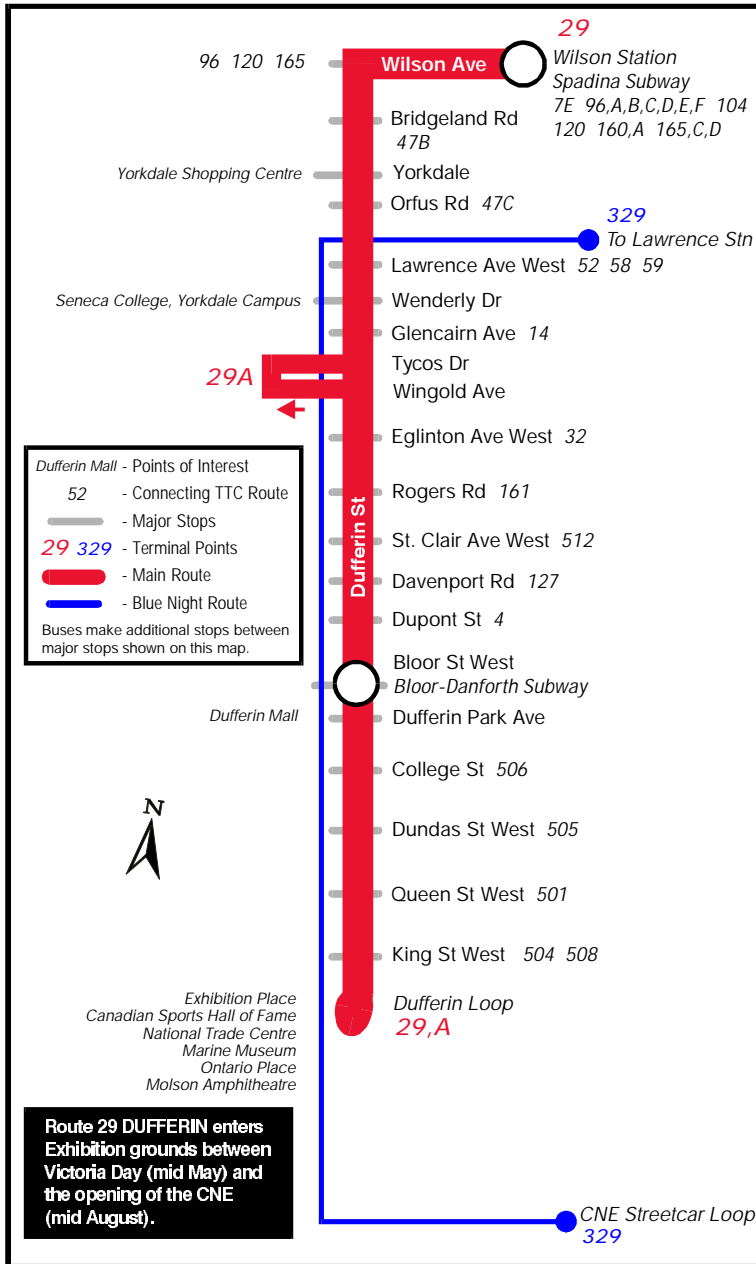 29
96 120 165
Wilson Ave
Wilson Station
Spadina Subway
7E 96,A,B,C,D,E,F 104
120 160,A 165,C,D
Bridgeland Rd
47B
Yorkdale Shopping Centre
Yorkdale
Orfus Rd 47C
329
To Lawrence Stn
Lawrence Ave West 52 58 59
Seneca College, Yorkdale Campus
Wenderly Dr
Glencairn Ave 14
29A
Tycos Dr
Wingold Ave
Eglinton Ave West 32
Dufferin Mall - Points of Interest
52 - Connecting TTC Route
- Major Stops
29 329 - Terminal Points
- Main Route
- Blue Night Route
Buses make additional stops between
major stops shown on this map.
Dufferin St
Rogers Rd 161
St. Clair Ave West 512
Davenport Rd 127
Dupont St 4
Bloor St West
Bloor-Danforth Subway
Dufferin Mall
Dufferin Park Ave
College St 506
N
Dundas St West 505
Queen St West 501
King St West 504 508
Exhibition Place
Canadian Sports Hall of Fame
National Trade Centre
Marine Museum
Ontario Place
Molson Amphitheatre
Dufferin Loop
29,A
Route 29 DUFFERIN enters
Exhibition grounds between
Victoria Day (mid May) and
the opening of the CNE
(mid August).
CNE Streetcar Loop
329